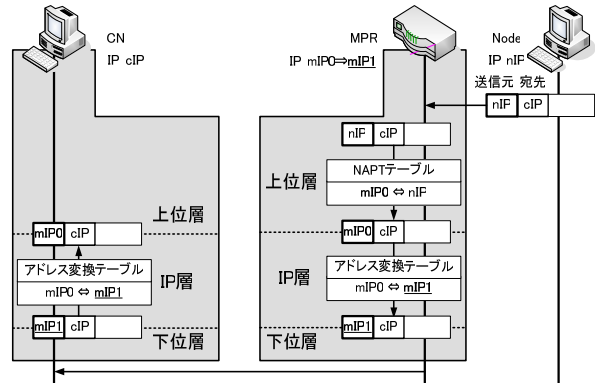 CN
IP cIP
MPR
IP mIP0⇒mIP1
Node
IP nIP
送信元 宛先
nIP cIP
nIP cIP
NAPTテーブル
mIP0 ⇔ nIP
上位層
mIP0 cIP
上位層
mIP0 cIP
アドレス変換テーブル
mIP0 ⇔ mIP1
IP層
アドレス変換テーブル
mIP0 ⇔ mIP1
IP層
mIP1 cIP
下位層
mIP1 cIP
下位層